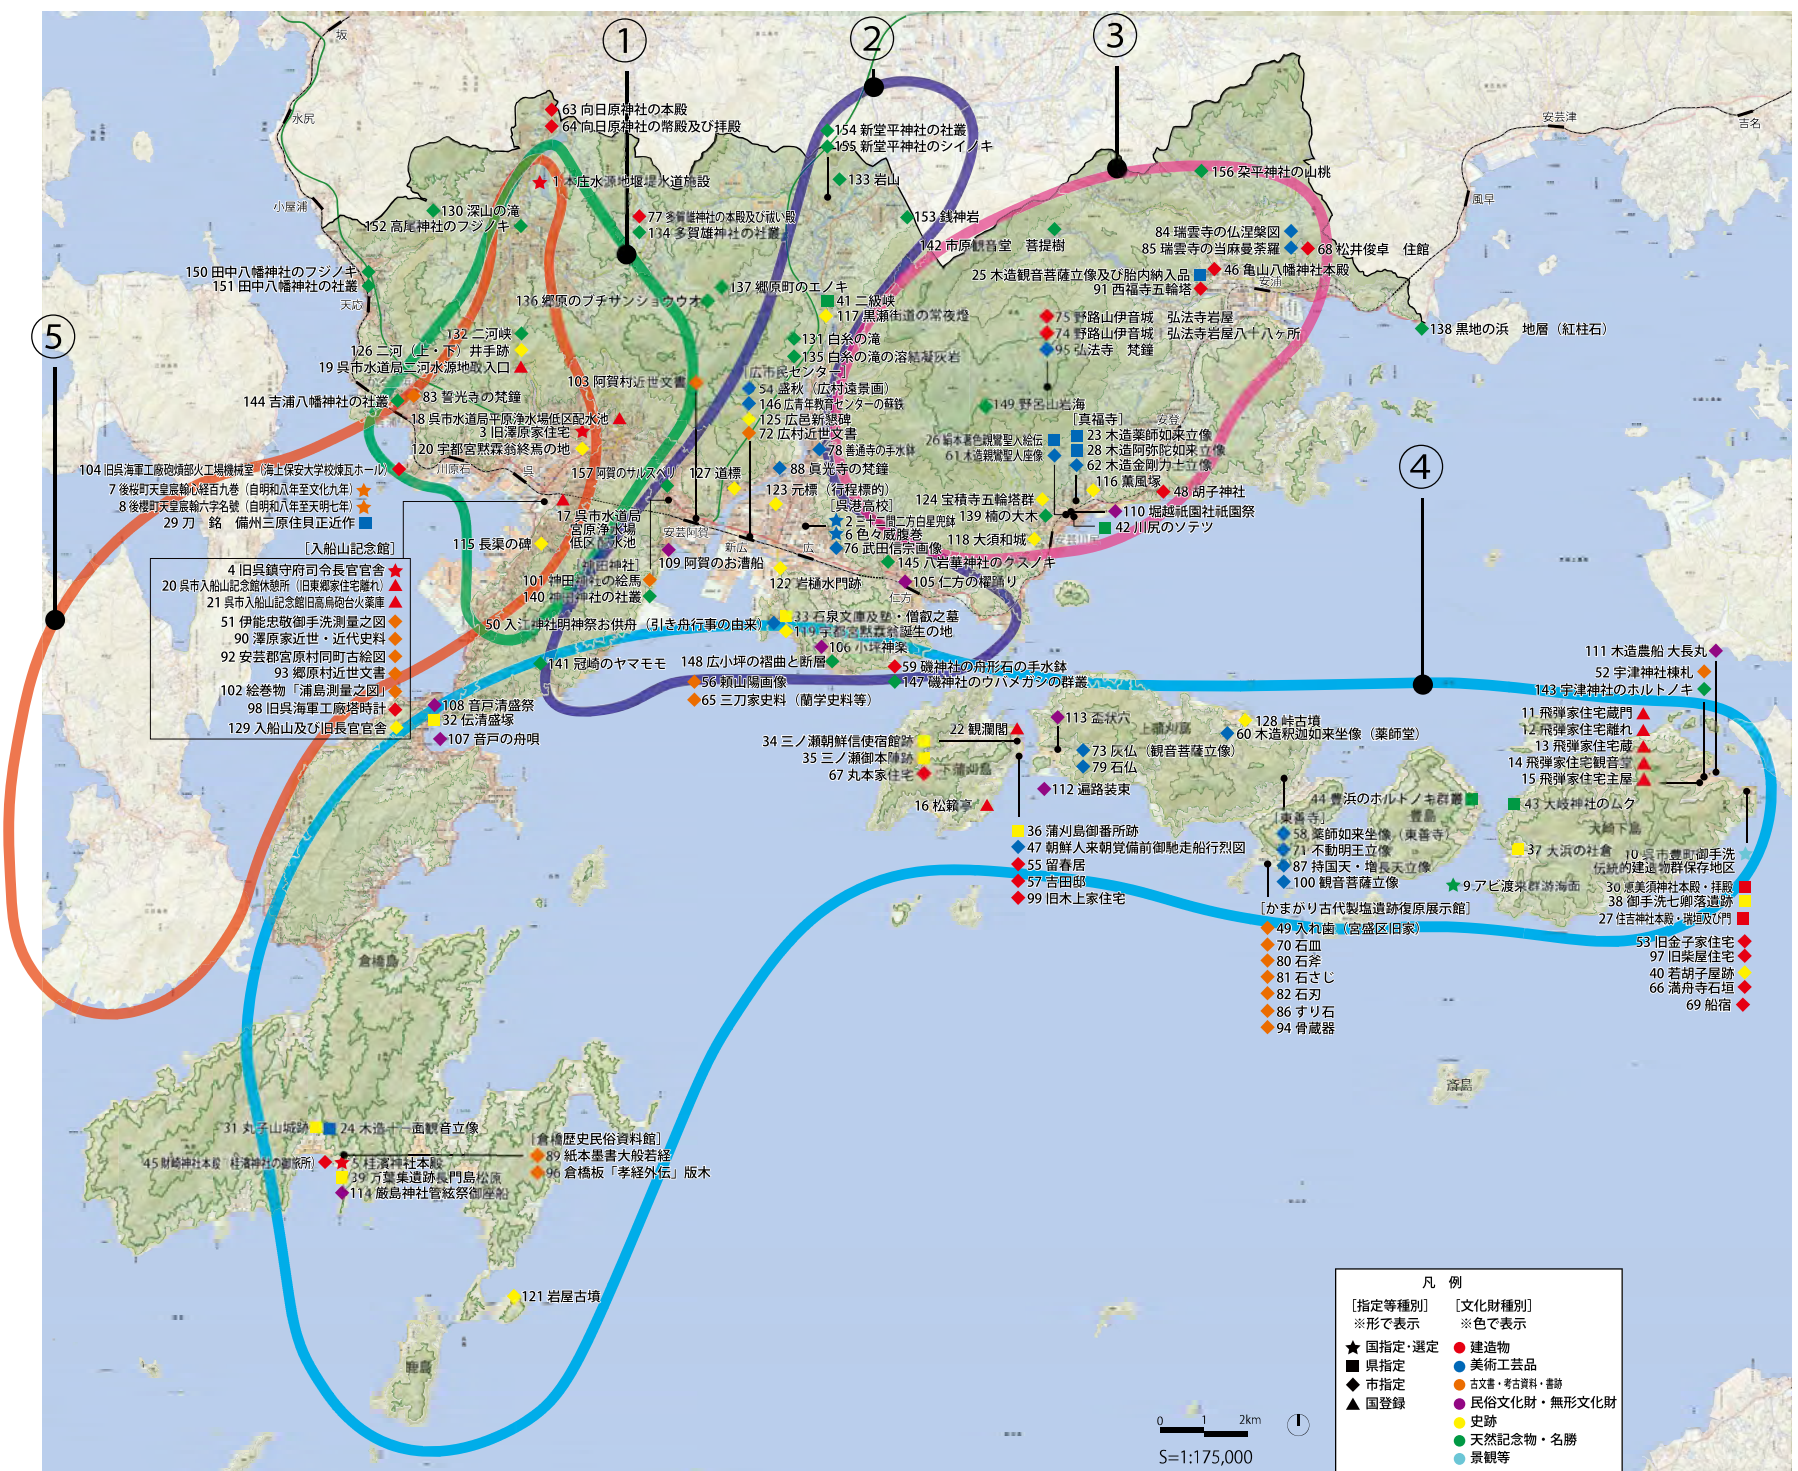 ①
②
③
④
⑤
坂
水尻
小屋浦
天応
川原石
呉
安芸阿賀
新広
広
仁方
安芸川尻
安登
安浦
風早
安芸津
吉名
63 向日原神社の本殿
64 向日原神社の幣殿及び拝殿
1 本庄水源地堰堤水道施設
130 深山の滝
152 高尾神社のフジノキ
77 多賀雄神社の本殿及び祓い殿
134 多賀雄神社の社叢
154 新堂平神社の社叢
155 新堂平神社のシイノキ
133 岩山
153 銭神岩
142 市原観音堂　菩提樹
156 朶平神社の山桃
84 瑞雲寺の仏涅槃図
85 瑞雲寺の当麻曼荼羅
68 松井俊卓　住館
25 木造観音菩薩立像及び胎内納入品
46 亀山八幡神社本殿
91 西福寺五輪塔
138 黒地の浜　地層（紅柱石）
150 田中八幡神社のフジノキ
151 田中八幡神社の社叢
136 郷原のブチサンショウウオ
137 郷原町のエノキ
41 二級峡
117 黒瀬街道の常夜燈
131 白糸の滝
135 白糸の滝の溶結凝灰岩
75 野路山伊音城　弘法寺岩屋
74 野路山伊音城　弘法寺岩屋八十八ヶ所
95 弘法寺　梵鐘
132 二河峡
126 二河（上・下）井手跡
19 呉市水道局二河水源地取入口
144 吉浦八幡神社の社叢
83 誓光寺の梵鐘
103 阿賀村近世文書
[広市民センター]
54 盛秋（広村遠景画）
146 広青年教育センターの蘇鉄
125 広邑新懇碑
72 広村近世文書
149 野呂山岩海
18 呉市水道局平原浄水場低区配水池
3 旧澤原家住宅
120 宇都宮黙霖翁終焉の地
78 善通寺の手水鉢
88 真光寺の梵鐘
[真福寺]
23 木造薬師如来立像
28 木造阿弥陀如来立像
62 木造金剛力士立像
26 絹本著色親鸞聖人絵伝
61 木造親鸞聖人座像
104 旧呉海軍工廠砲熕部火工場機械室（海上保安大学校煉瓦ホール）
7 後桜町天皇宸翰心経百九巻（自明和八年至文化九年）
8 後櫻町天皇宸翰六字名號（自明和八年至天明七年）
29 刀　銘　備州三原住貝正近作
157 阿賀のサルスベリ
127 道標
123 元標（行程標的）
[呉港高校]
2 三十二間二方白星兜鉢
6 色々威腹巻
76 武田信宗画像
116 薫風塚
48 胡子神社
124 宝積寺五輪塔群
139 楠の大木
110 堀越祇園社祇園祭
42 川尻のソテツ
118 大須和城
145 八岩華神社のクスノキ
105 仁方の櫂踊り
17 呉市水道局
宮原浄水場
低区配水池
115 長渠の碑
109 阿賀のお漕船
122 岩樋水門跡
[神田神社]
101 神田神社の絵馬
140 神田神社の社叢
[入船山記念館]
4 旧呉鎮守府司令長官官舎
20 呉市入船山記念館休憩所（旧東郷家住宅離れ）
21 呉市入船山記念館旧高烏砲台火薬庫
51 伊能忠敬御手洗測量之図
90 澤原家近世・近代史料
92 安芸郡宮原村同町古絵図
93 郷原村近世文書
102 絵巻物「浦島測量之図」
98 旧呉海軍工廠塔時計
129 入船山及び旧長官官舎
50 入江神社明神祭お供舟（引き舟行事の由来）
33 石泉文庫及塾・僧叡之墓
119 宇都宮黙霖翁誕生の地
106 小坪神楽
141 冠崎のヤマモモ
148 広小坪の褶曲と断層
59 磯神社の舟形石の手水鉢
147 磯神社のウバメガシの群叢
56 頼山陽画像
65 三刀家史料（蘭学史料等）
108 音戸清盛祭
32 伝清盛塚
107 音戸の舟唄
22 観瀾閣
34 三ノ瀬朝鮮信使宿館跡
35 三ノ瀬御本陣跡
67 丸本家住宅
下蒲刈島
16 松籟亭
113 盃状穴
上蒲刈島
73 灰仏（観音菩薩立像）
79 石仏
112 遍路装束
128 峠古墳
60 木造釈迦如来坐像（薬師堂）
36 蒲刈島御番所跡
47 朝鮮人来朝覚備前御馳走船行烈図
55 留春居
57 吉田邸
99 旧木上家住宅
44 豊浜のホルトノキ群叢
豊島
[東善寺]
58 薬師如来坐像（東善寺）
71 不動明王立像
87 持国天・増長天立像
100 観音菩薩立像
[かまがり古代製塩遺跡復原展示館]
49 入れ歯（宮盛区旧家）
70 石皿
80 石斧
81 石さじ
82 石刃
86 すり石
94 骨蔵器
111 木造農船 大長丸
52 宇津神社棟札
143 宇津神社のホルトノキ
11 飛弾家住宅蔵門
12 飛弾家住宅離れ
13 飛弾家住宅蔵
14 飛弾家住宅観音堂
15 飛弾家住宅主屋
43 大岐神社のムク
大崎下島
37 大浜の社倉
9 アビ渡来群游海面
10 呉市豊町御手洗
伝統的建造物群保存地区
30 恵美須神社本殿・拝殿
38 御手洗七卿落遺跡
27 住吉神社本殿・瑞垣及び門
53 旧金子家住宅
97 旧柴屋住宅
40 若胡子屋跡
66 満舟寺石垣
69 船宿
斎島
倉橋島
31 丸子山城跡
24 木造十一面観音立像
45 財崎神社本殿（桂濱神社の御旅所）
5 桂濱神社本殿
39 万葉集遺跡長門島松原
114 厳島神社管絃祭御座船
[倉橋歴史民俗資料館]
89 紙本墨書大般若経
96 倉橋板「孝経外伝」版木
121 岩屋古墳
鹿島
0 1 2km
S=1:175,000
凡　例
[指定等種別]
※形で表示
★ 国指定・選定
■ 県指定
◆ 市指定
▲ 国登録
[文化財種別]
※色で表示
建造物
美術工芸品
古文書・考古資料・書跡
民俗文化財・無形文化財
史跡
天然記念物・名勝
景観等